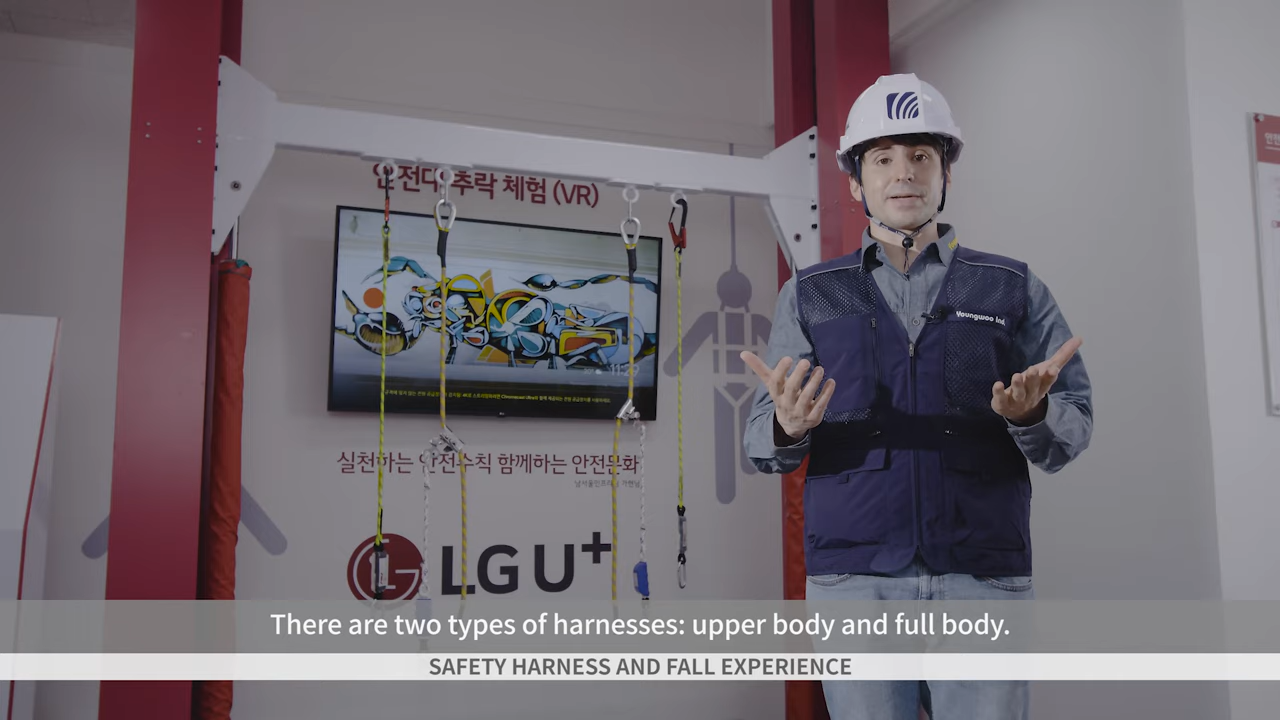 안전대 추락 체험 (VR)
실천하는 안전수칙 함께하는 안전문화
LG U+
Youngwoo Ind.
There are two types of harnesses: upper body and full body.
SAFETY HARNESS AND FALL EXPERIENCE